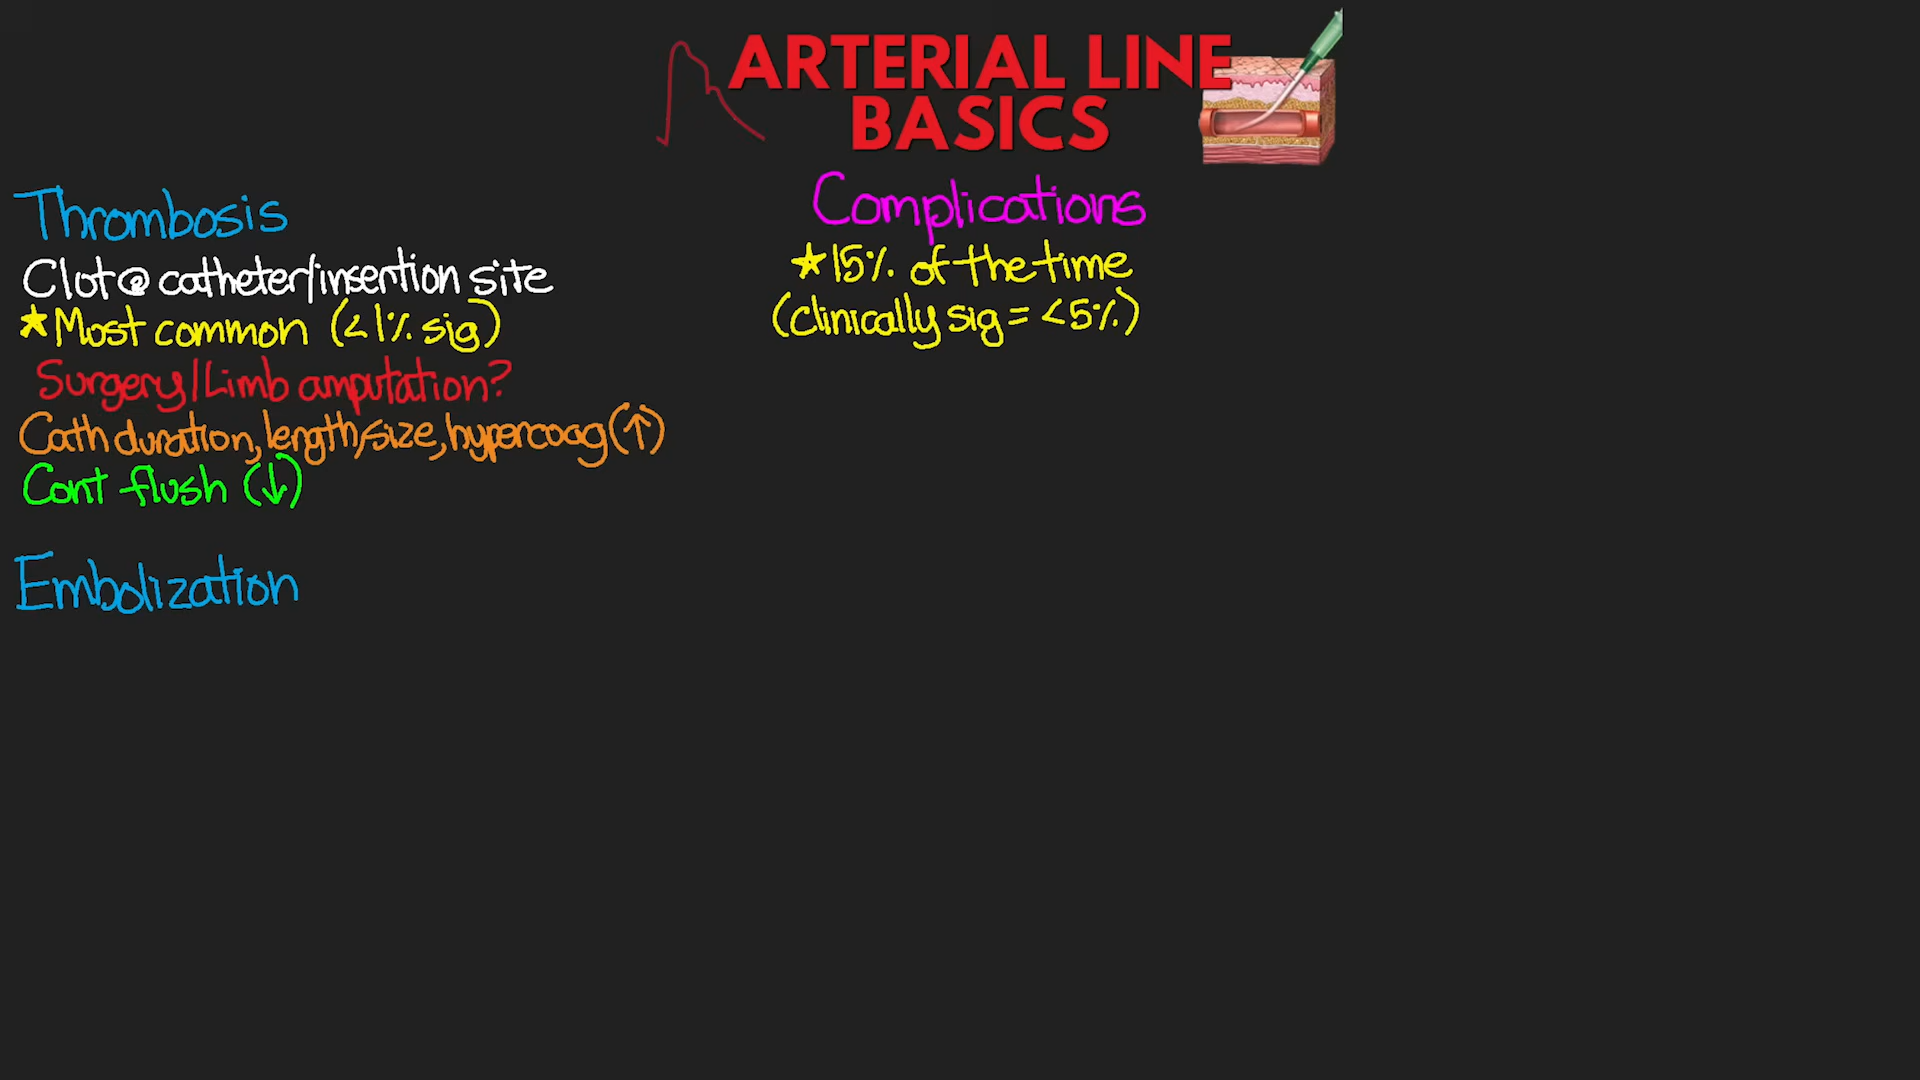 ARTERIAL LINE
BASICS
Complications
★15% of the time
(clinically sig = <5%)
Thrombosis
Clot @ catheter/insertion site
★Most common (<1% sig)
Surgery/Limb amputation?
Cath duration, length, size, hypercoag (↑)
Cont flush (↓)
Embolization